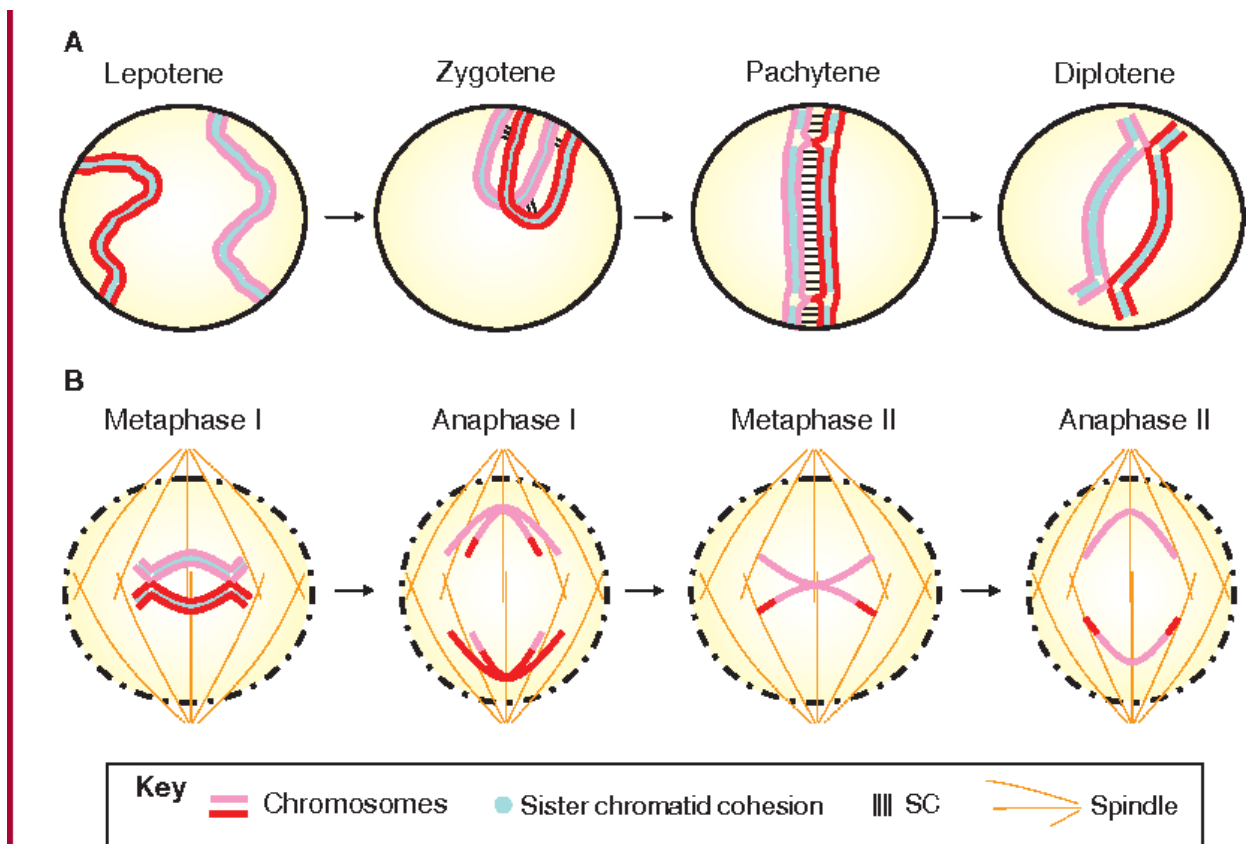 A
Lepotene Zygotene Pachytene Diplotene
B
Metaphase I Anaphase I Metaphase II Anaphase II
Key Chromosomes Sister chromatid cohesion SC Spindle